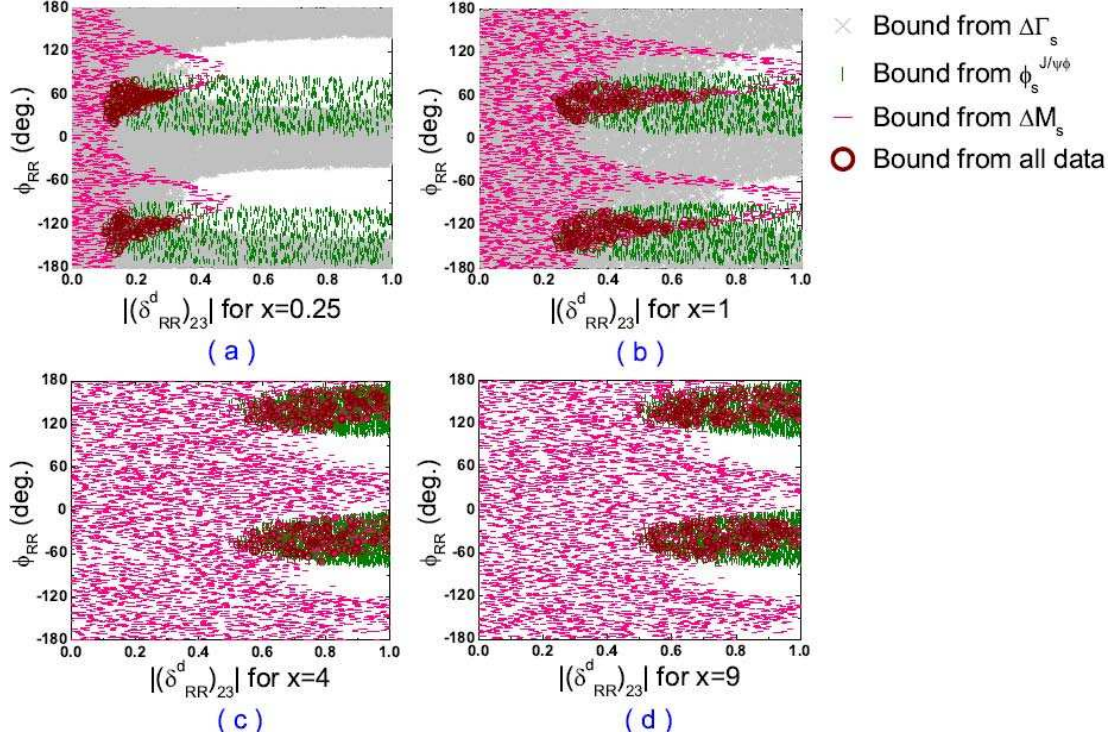 180
120
60
0
-60
-120
-180
ϕRR (deg.)
0.0 0.2 0.4 0.6 0.8 1.0
|(δdRR)23| for x=0.25
( a )
180
120
60
0
-60
-120
-180
ϕRR (deg.)
0.0 0.2 0.4 0.6 0.8 1.0
|(δdRR)23| for x=1
( b )
Bound from ΔΓs
Bound from ϕsJ/ψϕ
Bound from ΔMs
Bound from all data
180
120
60
0
-60
-120
-180
ϕRR (deg.)
0.0 0.2 0.4 0.6 0.8 1.0
|(δdRR)23| for x=4
( c )
180
120
60
0
-60
-120
-180
ϕRR (deg.)
0.0 0.2 0.4 0.6 0.8 1.0
|(δdRR)23| for x=9
( d )